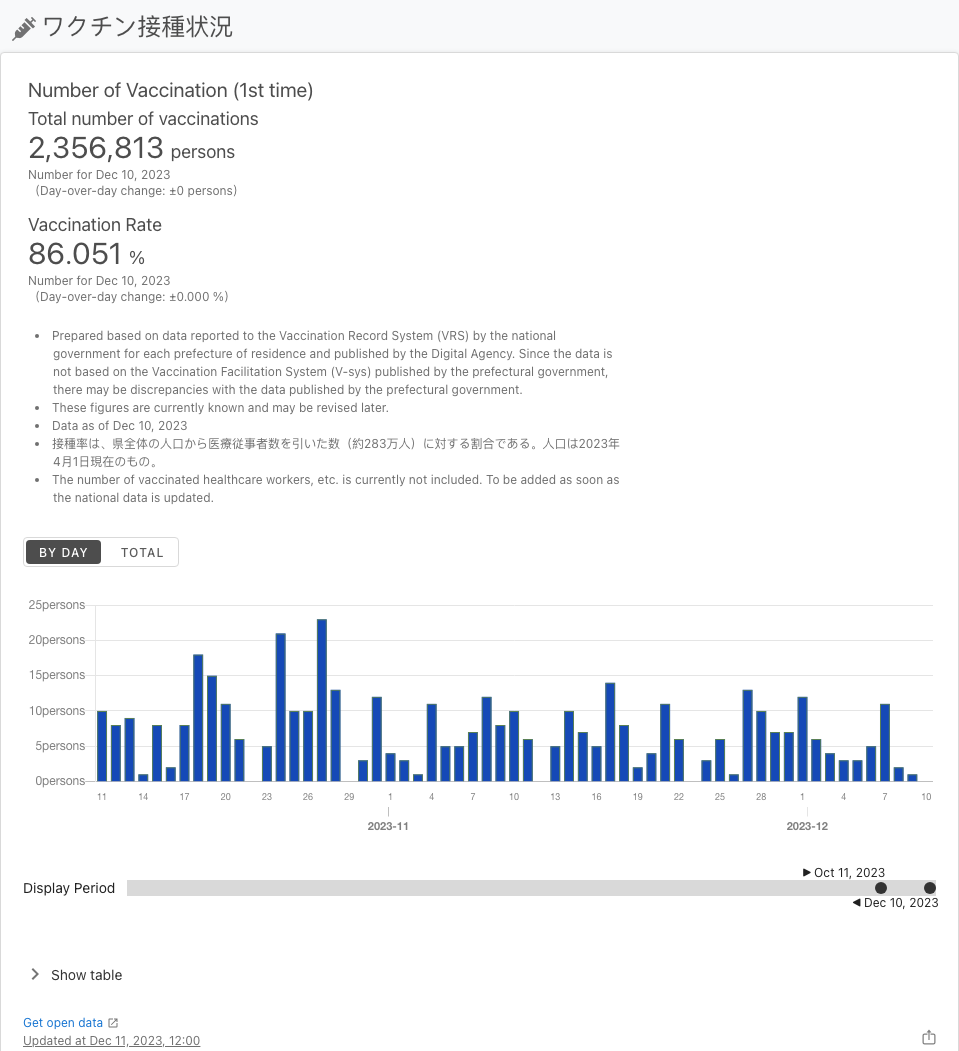 ワクチン接種状況
Number of Vaccination (1st time)
Total number of vaccinations
2,356,813 persons
Number for Dec 10, 2023
(Day-over-day change: ±0 persons)
Vaccination Rate
86.051 %
Number for Dec 10, 2023
(Day-over-day change: ±0.000 %)
• Prepared based on data reported to the Vaccination Record System (VRS) by the national
government for each prefecture of residence and published by the Digital Agency. Since the data is
not based on the Vaccination Facilitation System (V-sys) published by the prefectural government,
there may be discrepancies with the data published by the prefectural government.
• These figures are currently known and may be revised later.
• Data as of Dec 10, 2023
• 接種率は、県全体の人口から医療従事者数を引いた数（約283万人）に対する割合である。人口は2023年
4月1日現在のもの。
• The number of vaccinated healthcare workers, etc. is currently not included. To be added as soon as
the national data is updated.
BY DAY TOTAL
25persons
20persons
15persons
10persons
5persons
0persons
11 14 17 20 23 26 29 1 4 7 10 13 16 19 22 25 28 1 4 7 10
2023-11 2023-12
Oct 11, 2023
Display Period
Dec 10, 2023
Show table
Get open data
Updated at Dec 11, 2023, 12:00